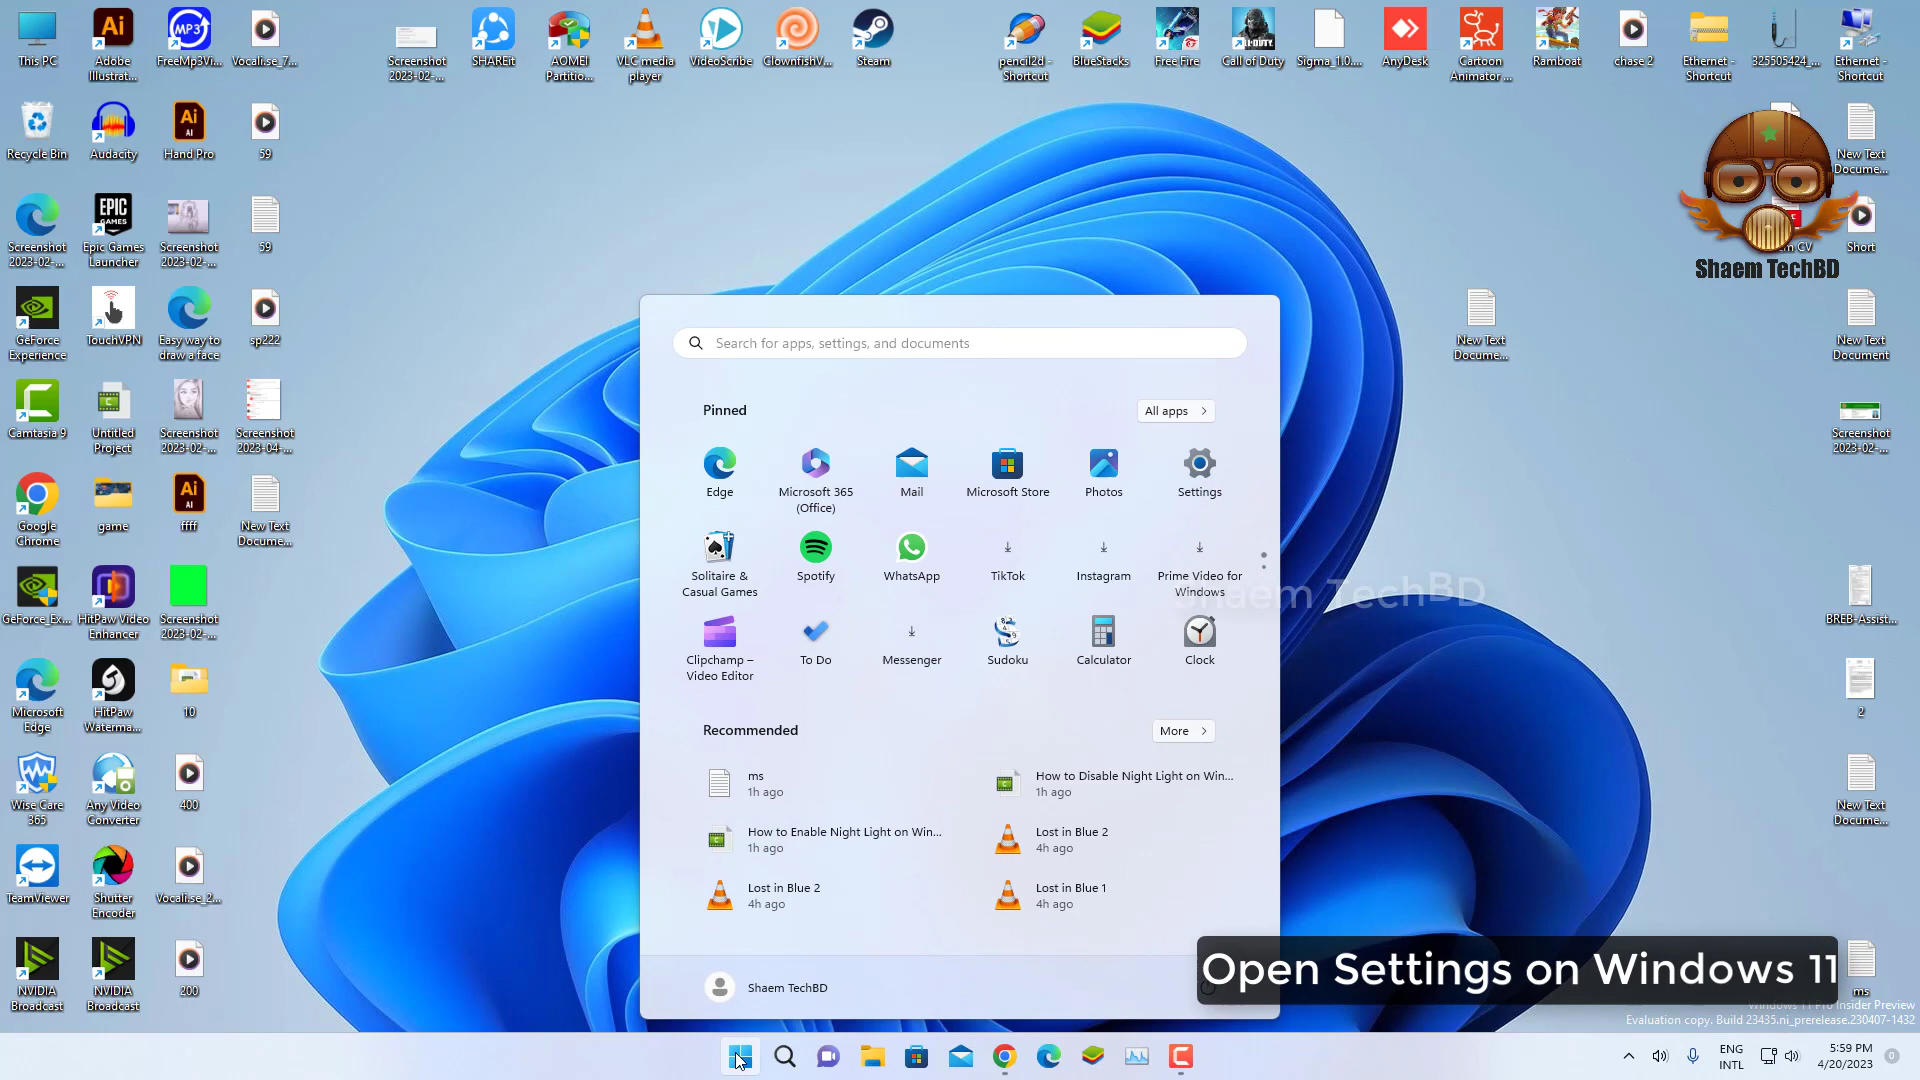 This PC
Adobe
Illustrat...
FreeMp3Vi...
Vocali.se_7...
Screenshot
2023-02-...
SHAREit
AOMEI
Partitio...
VLC media
player
VideoScribe
ClownfishV...
Steam
pencil2d -
Shortcut
BlueStacks
Free Fire
Call of Duty
Sigma_1.0....
AnyDesk
Cartoon
Animator ...
Ramboat
chase 2
Ethernet -
Shortcut
325505424_...
Ethernet -
Shortcut
Recycle Bin
Audacity
Hand Pro
59
New Text
Docume...
Screenshot
2023-02-...
Epic Games
Launcher
Screenshot
2023-02-...
59
CV
Short
Shaem TechBD
GeForce
Experience
TouchVPN
Easy way to
draw a face
sp222
New Text
Docume...
New Text
Document
Camtasia 9
Untitled
Project
Screenshot
2023-02-...
Screenshot
2023-04-...
Screenshot
2023-02-...
Google
Chrome
game
ffff
New Text
Docume...
GeForce_Ex...
HitPaw Video
Enhancer
Screenshot
2023-02-...
BREB-Assist...
Microsoft
Edge
HitPaw
Waterma...
10
2
Wise Care
365
Any Video
Converter
400
New Text
Docume...
TeamViewer
Shutter
Encoder
Vocali.se_2...
NVIDIA
Broadcast
NVIDIA
Broadcast
200
ms
Search for apps, settings, and documents
Pinned
All apps
Edge
Microsoft 365
(Office)
Mail
Microsoft Store
Photos
Settings
Solitaire &
Casual Games
Spotify
WhatsApp
TikTok
Instagram
Prime Video for
Windows
Shaem TechBD
Clipchamp –
Video Editor
To Do
Messenger
Sudoku
Calculator
Clock
Recommended
More
ms
1h ago
How to Disable Night Light on Win...
1h ago
How to Enable Night Light on Win...
1h ago
Lost in Blue 2
4h ago
Lost in Blue 2
4h ago
Lost in Blue 1
4h ago
Shaem TechBD
Open Settings on Windows 11
Windows 11 Pro Insider Preview
Evaluation copy. Build 23435.ni_prerelease.230407-1432
ENG
INTL
5:59 PM
4/20/2023